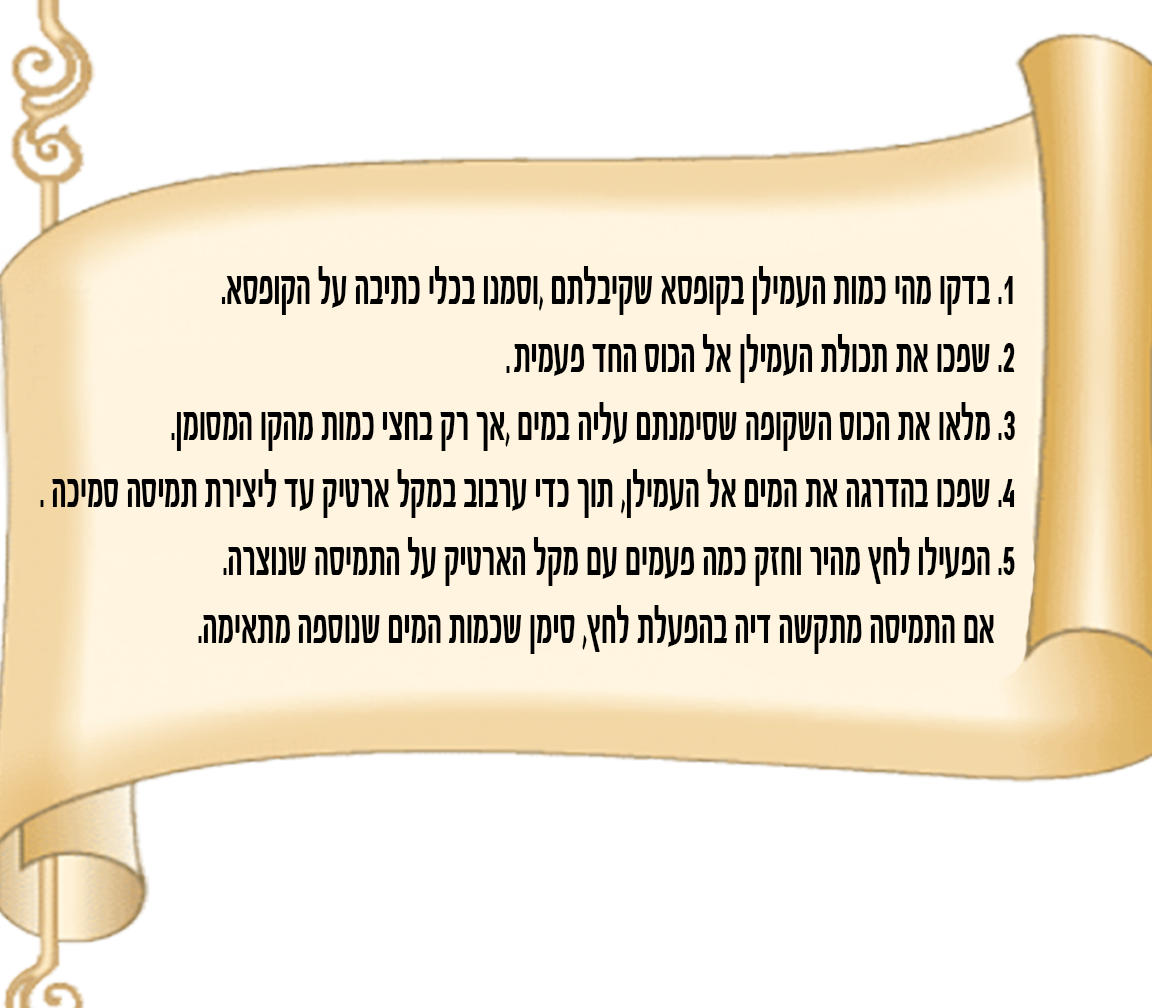 1. בדקו מהי כמות העמילן בקופסא שקיבלתם ,וסמנו בכלי כתיבה על הקופסא.
2. שפכו את תכולת העמילן אל הכוס החד פעמית.
3. מלאו את הכוס השקופה שסימנתם עליה במים ,אך רק בחצי כמות מהקו המסומן.
4. שפכו בהדרגה את המים אל העמילן, תוך כדי ערבוב במקל ארטיק עד ליצירת תמיסה סמיכה .
5. הפעילו לחץ מהיר וחזק כמה פעמים עם מקל הארטיק על התמיסה שנוצרה.
אם התמיסה מתקשה דיה בהפעלת לחץ, סימן שכמות המים שנוספה מתאימה.